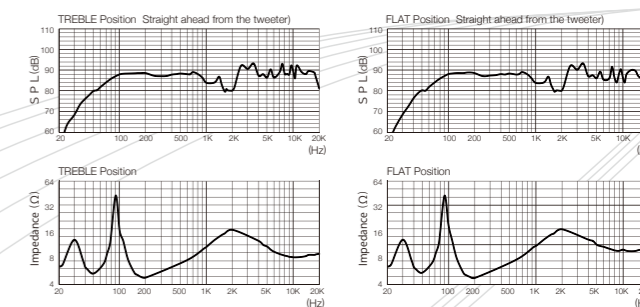 TREBLE Position Straight ahead from the tweeter)
FLAT Position Straight ahead from the tweeter)
110
100
90
80
70
60
S P L(dB)
20 100 200 500 1K 2K 5K 10K 20K
(Hz)
110
100
90
80
70
60
S P L(dB)
20 100 200 500 1K 2K 5K 10K
TREBLE Position
FLAT Position
64
32
16
8
4
Impedance (Ω)
20 100 200 500 1K 2K 5K 10K 20K
(Hz)
64
32
16
8
4
Impedance (Ω)
20 100 200 500 1K 2K 5K 10K